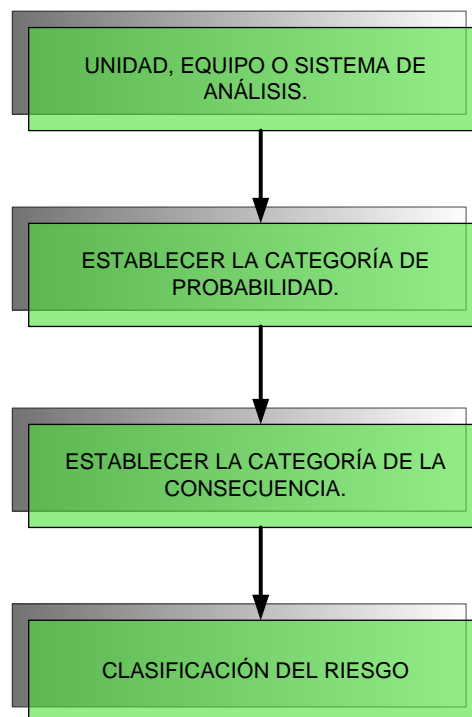 UNIDAD, EQUIPO O SISTEMA DE
ANÁLISIS.
ESTABLECER LA CATEGORÍA DE
PROBABILIDAD.
ESTABLECER LA CATEGORÍA DE LA
CONSECUENCIA.
CLASIFICACIÓN DEL RIESGO